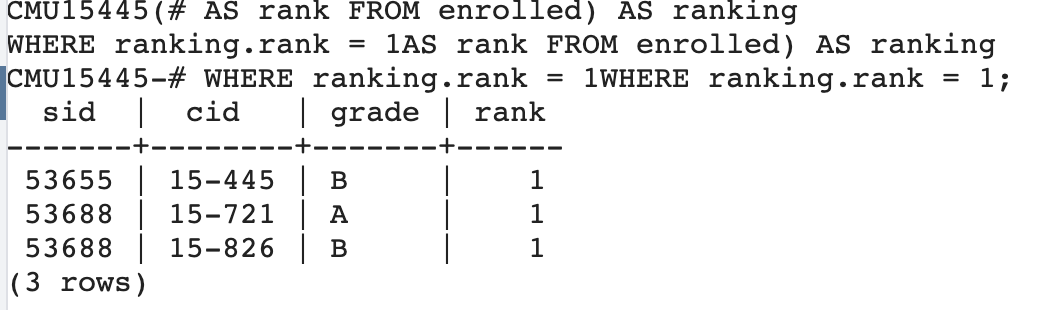 CMU15445(# AS rank FROM enrolled) AS ranking
WHERE ranking.rank = 1AS rank FROM enrolled) AS ranking
CMU15445-# WHERE ranking.rank = 1WHERE ranking.rank = 1;
  sid  |  cid   | grade | rank
-------+--------+-------+------
 53655 | 15-445 | B     |    1
 53688 | 15-721 | A     |    1
 53688 | 15-826 | B     |    1
(3 rows)